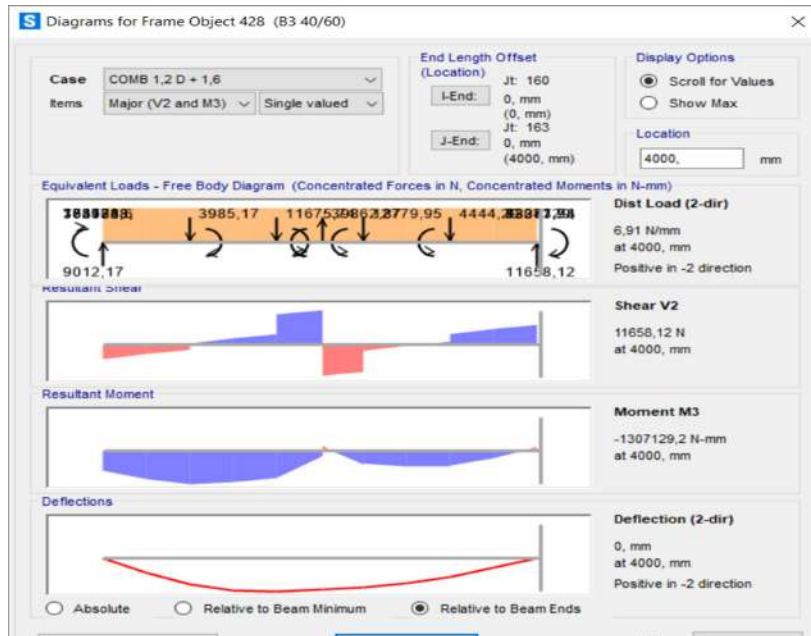 Diagrams for Frame Object 428 (B3 40/60)
Case COMB 1,2 D + 1,6
Items Major (V2 and M3) Single valued
End Length Offset
(Location)
Jt: 160
I-End: 0, mm
(0, mm)
Jt: 163
J-End: 0, mm
(4000, mm)
Display Options
Scroll for Values
Show Max
Location
4000, mm
Equivalent Loads - Free Body Diagram (Concentrated Forces in N, Concentrated Moments in N-mm)
3985,17
9012,17 11658,12
Dist Load (2-dir)
6,91 N/mm
at 4000, mm
Positive in -2 direction
Resultant Shear
Shear V2
11658,12 N
at 4000, mm
Resultant Moment
Moment M3
-1307129,2 N-mm
at 4000, mm
Deflections
Deflection (2-dir)
0, mm
at 4000, mm
Positive in -2 direction
Absolute Relative to Beam Minimum Relative to Beam Ends